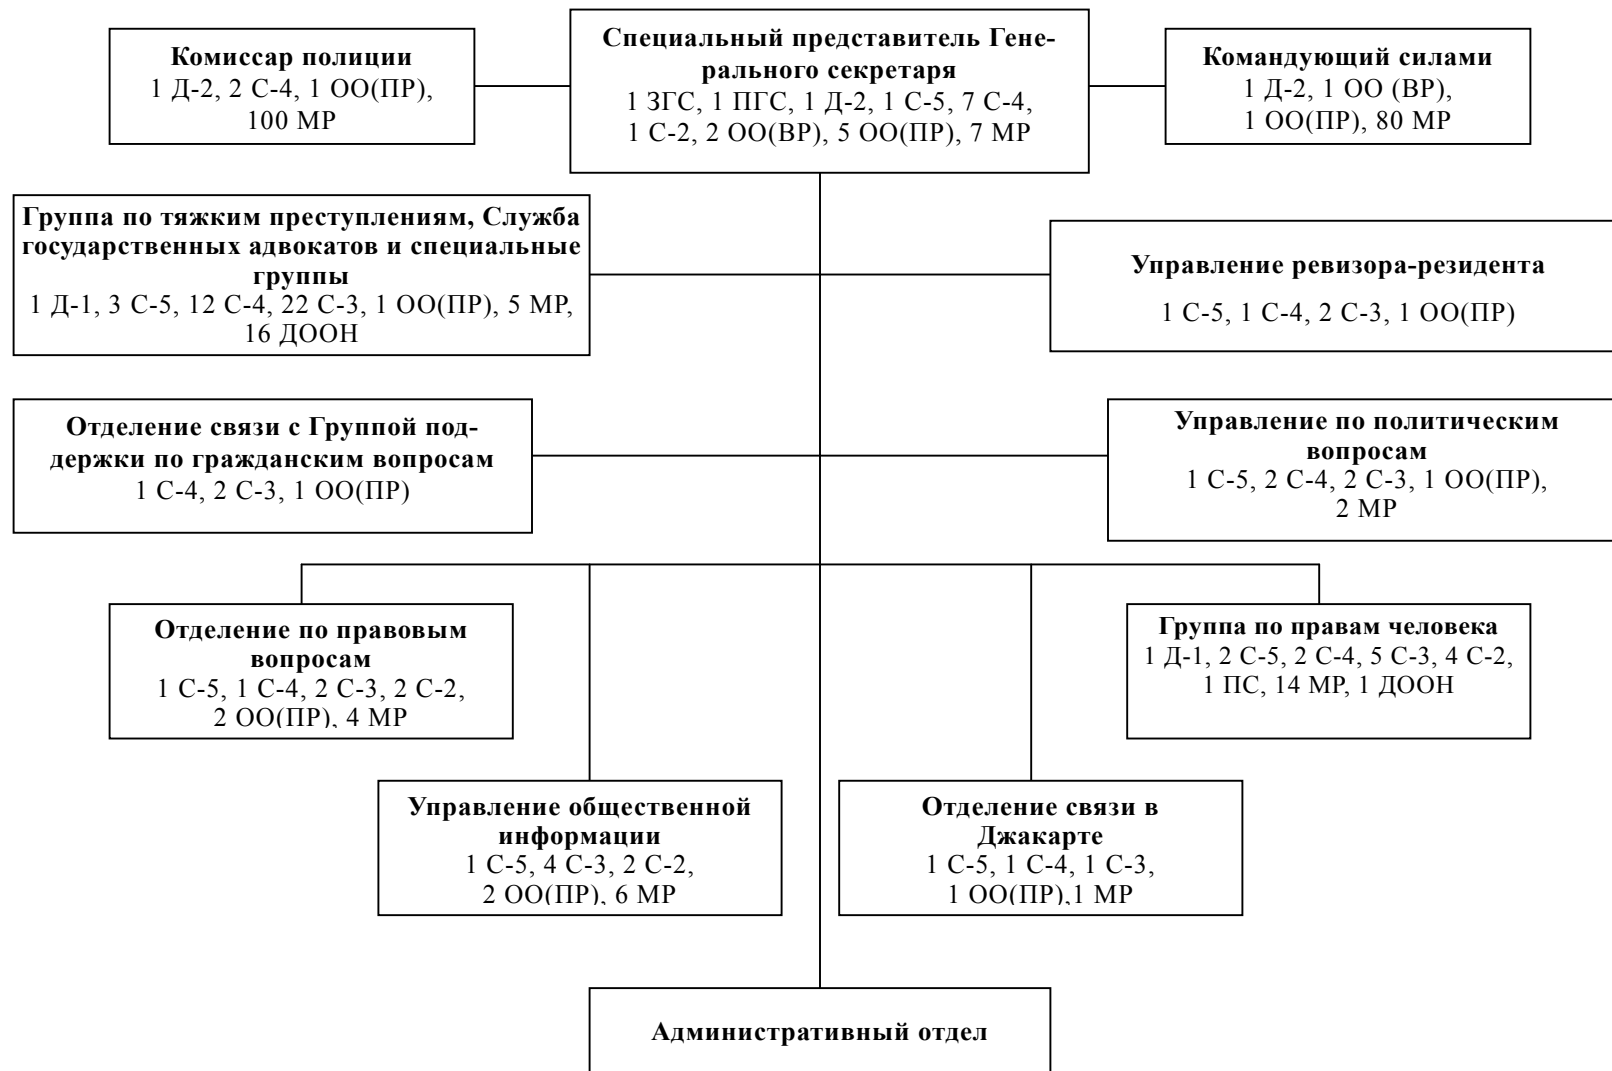 Комиссар полиции
1 Д-2, 2 С-4, 1 ОО(ПР),
100 МР
Специальный представитель Гене-
рального секретаря
1 ЗГС, 1 ПГС, 1 Д-2, 1 С-5, 7 С-4,
1 С-2, 2 ОО(ВР), 5 ОО(ПР), 7 МР
Командующий силами
1 Д-2, 1 ОО (ВР),
1 ОО(ПР), 80 МР
Группа по тяжким преступлениям, Служба
государственных адвокатов и специальные
группы
1 Д-1, 3 С-5, 12 С-4, 22 С-3, 1 ОО(ПР), 5 МР,
16 ДООН
Управление ревизора-резидента
1 С-5, 1 С-4, 2 С-3, 1 ОО(ПР)
Отделение связи с Группой под-
держки по гражданским вопросам
1 С-4, 2 С-3, 1 ОО(ПР)
Управление по политическим
вопросам
1 С-5, 2 С-4, 2 С-3, 1 ОО(ПР),
2 МР
Отделение по правовым
вопросам
1 С-5, 1 С-4, 2 С-3, 2 С-2,
2 ОО(ПР), 4 МР
Группа по правам человека
1 Д-1, 2 С-5, 2 С-4, 5 С-3, 4 С-2,
1 ПС, 14 МР, 1 ДООН
Управление общественной
информации
1 С-5, 4 С-3, 2 С-2,
2 ОО(ПР), 6 МР
Отделение связи в
Джакарте
1 С-5, 1 С-4, 1 С-3,
1 ОО(ПР),1 МР
Административный отдел